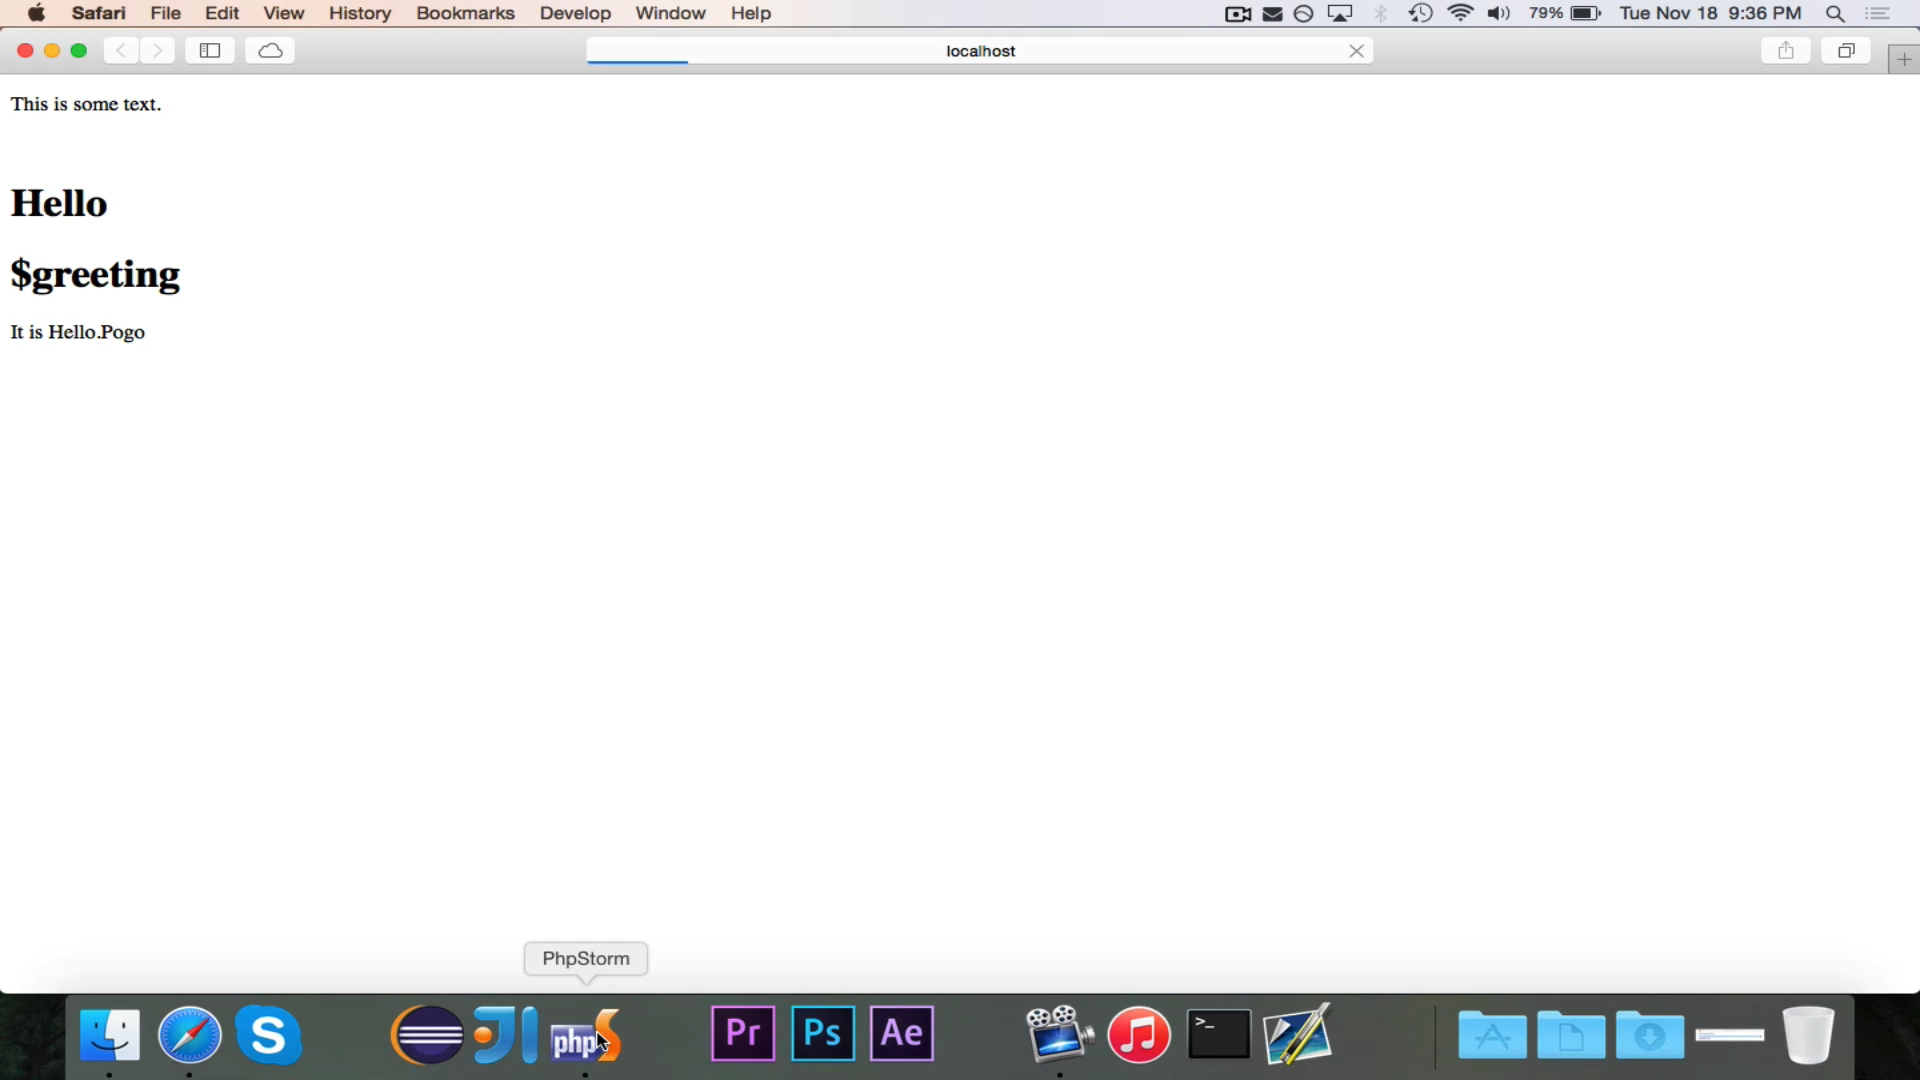 Safari File Edit View History Bookmarks Develop Window Help 79% Tue Nov 18 9:36 PM
localhost
This is some text.
Hello
$greeting
It is Hello.Pogo
PhpStorm
S php Pr Ps Ae >_